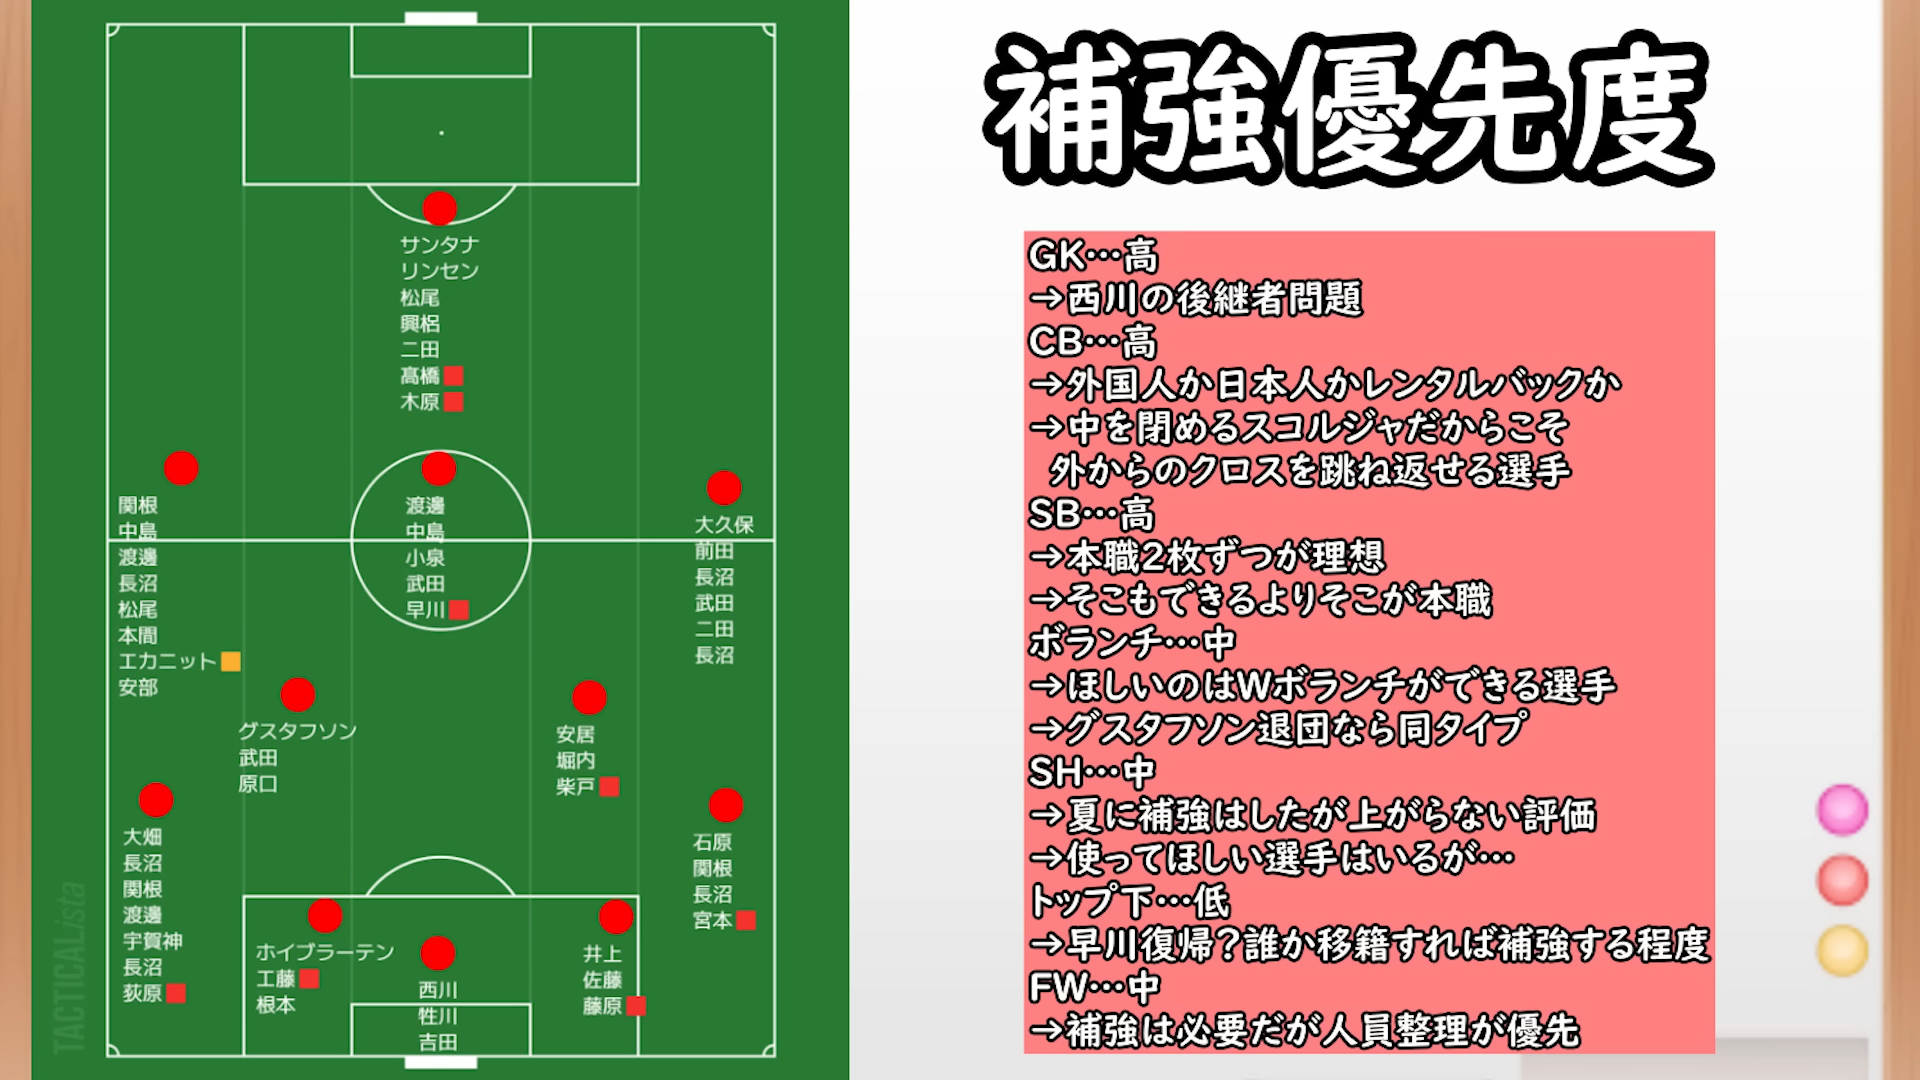 補強優先度
サンタナ
リンセン
松尾
興梠
二田
髙橋
木原
関根
中島
渡邊
長沼
松尾
本間
エカニット
安部
渡邊
中島
小泉
武田
早川
大久保
前田
長沼
武田
二田
長沼
グスタフソン
武田
原口
安居
堀内
柴戸
大畑
長沼
関根
渡邊
宇賀神
長沼
荻原
石原
関根
長沼
宮本
ホイブラーテン
工藤
根本
西川
牲川
吉田
井上
佐藤
藤原
TACTICALista
GK…高
→西川の後継者問題
CB…高
→外国人か日本人かレンタルバックか
→中を閉めるスコルジャだからこそ
外からのクロスを跳ね返せる選手
SB…高
→本職2枚ずつが理想
→そこもできるよりそこが本職
ボランチ…中
→ほしいのはWボランチができる選手
→グスタフソン退団なら同タイプ
SH…中
→夏に補強はしたが上がらない評価
→使ってほしい選手はいるが…
トップ下…低
→早川復帰？誰か移籍すれば補強する程度
FW…中
→補強は必要だが人員整理が優先